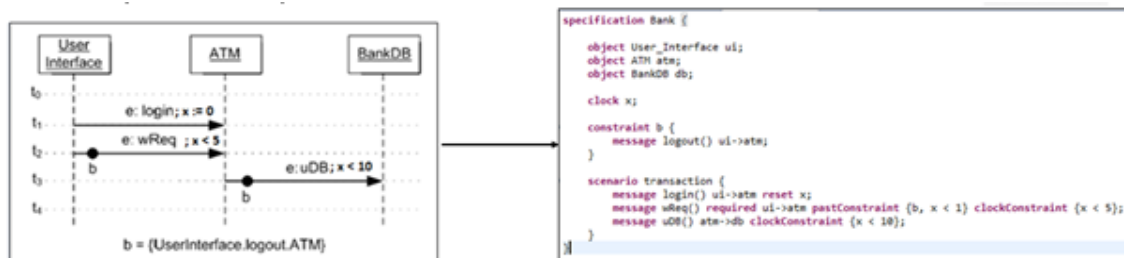 User
Interface
ATM
BankDB
t0
e: login; x := 0
t1
e: wReq ; x < 5
t2
b
e: uDB; x < 10
t3
b
t4
b = {UserInterface.logout.ATM}
specification Bank {
object User_Interface ui;
object ATM atm;
object BankDB db;
clock x;
constraint b {
message logout() ui->atm;
}
scenario transaction {
message login() ui->atm reset x;
message wReq() required ui->atm pastConstraint {b, x < 1} clockConstraint {x < 5};
message uDB() atm->db clockConstraint {x < 10};
}
}